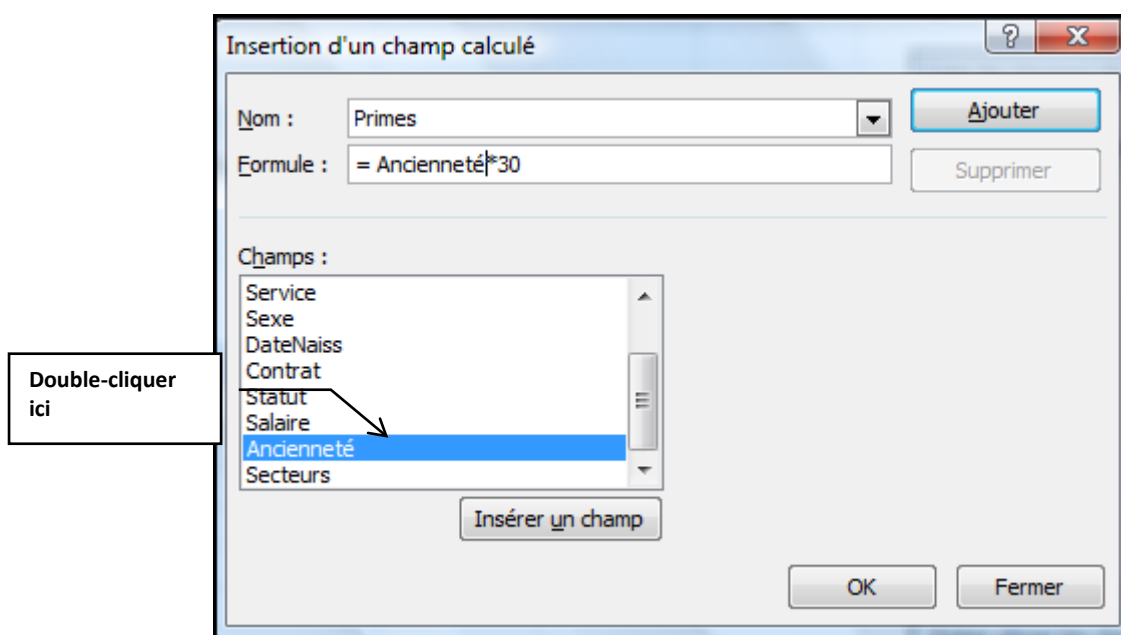 Insertion d'un champ calculé
Nom :
Primes
Ajouter
Formule :
= Ancienneté*30
Supprimer
Champs :
Service
Sexe
DateNaiss
Contrat
Statut
Salaire
Ancienneté
Secteurs
Double-cliquer
ici
Insérer un champ
OK
Fermer